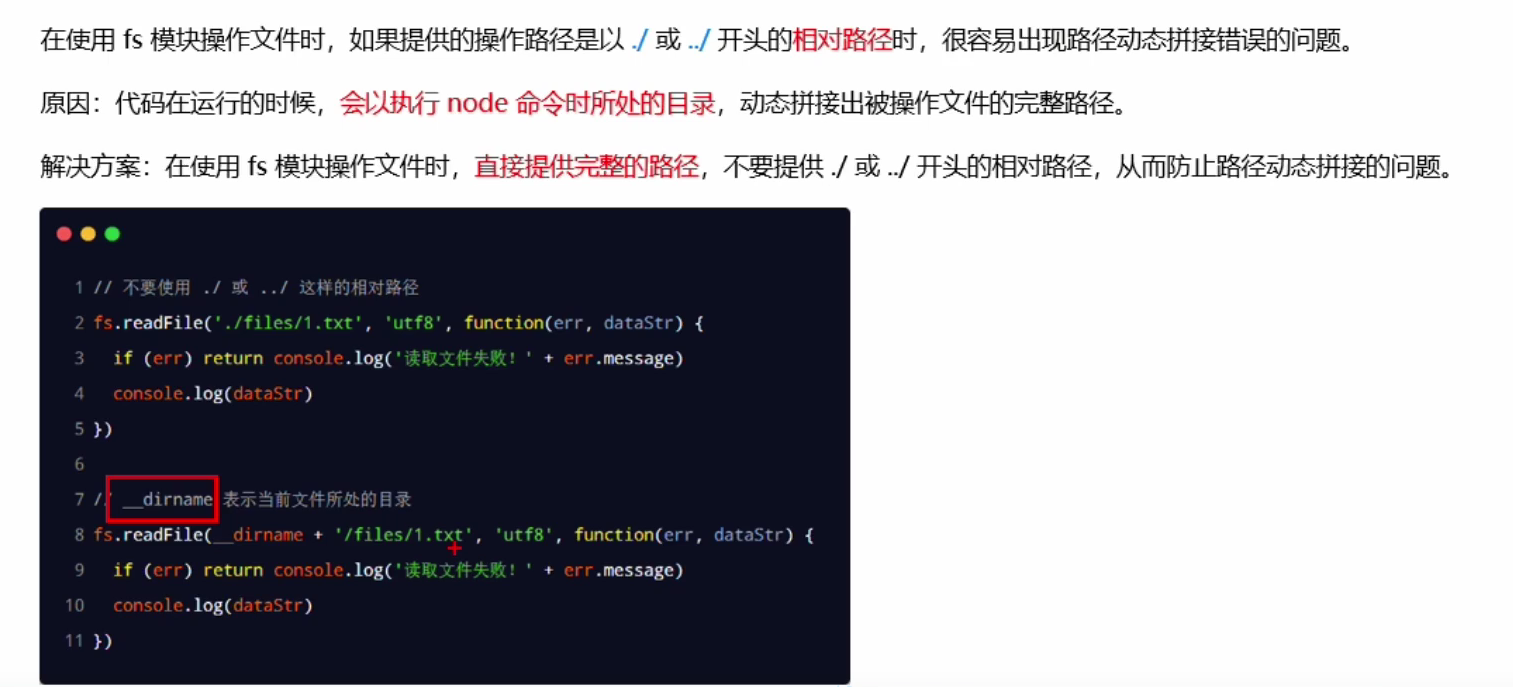 在使用 fs 模块操作文件时，如果提供的操作路径是以 ./ 或 ../ 开头的相对路径时，很容易出现路径动态拼接错误的问题。
原因：代码在运行的时候，会以执行 node 命令时所处的目录，动态拼接出被操作文件的完整路径。
解决方案：在使用 fs 模块操作文件时，直接提供完整的路径，不要提供 ./ 或 ../ 开头的相对路径，从而防止路径动态拼接的问题。
1 // 不要使用 ./ 或 ../ 这样的相对路径
2 fs.readFile('./files/1.txt', 'utf8', function(err, dataStr) {
3 if (err) return console.log('读取文件失败！' + err.message)
4 console.log(dataStr)
5 })
6
7 // __dirname 表示当前文件所处的目录
8 fs.readFile(__dirname + '/files/1.txt', 'utf8', function(err, dataStr) {
9 if (err) return console.log('读取文件失败！' + err.message)
10 console.log(dataStr)
11 })